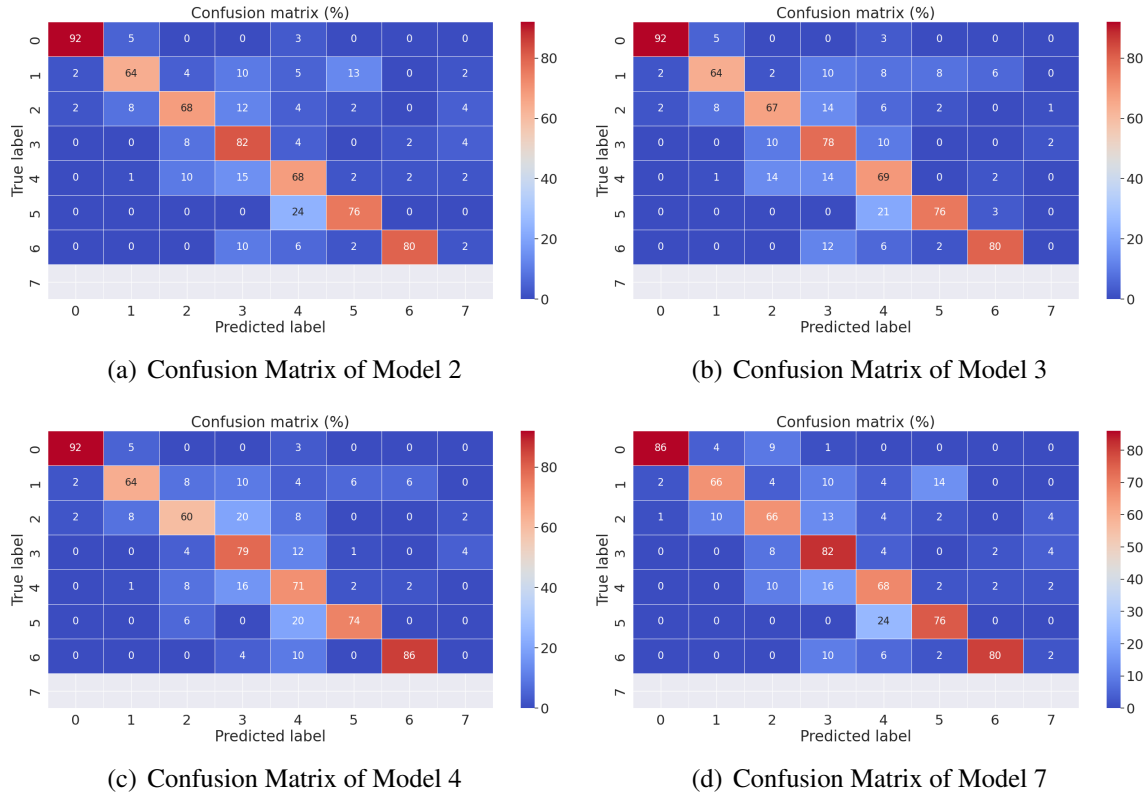 Confusion matrix (%)
0 92 5 0 0 3 0 0 0
1 2 64 4 10 5 13 0 2
2 2 8 68 12 4 2 0 4
3 0 0 8 82 4 0 2 4
4 0 1 10 15 68 2 2 2
5 0 0 0 0 24 76 0 0
6 0 0 0 10 6 2 80 2
7
0 1 2 3 4 5 6 7
True label
Predicted label
80
60
40
20
0
(a) Confusion Matrix of Model 2
Confusion matrix (%)
0 92 5 0 0 3 0 0 0
1 2 64 2 10 8 8 6 0
2 2 8 67 14 6 2 0 1
3 0 0 10 78 10 0 0 2
4 0 1 14 14 69 0 2 0
5 0 0 0 0 21 76 3 0
6 0 0 0 12 6 2 80 0
7
0 1 2 3 4 5 6 7
True label
Predicted label
80
60
40
20
0
(b) Confusion Matrix of Model 3
Confusion matrix (%)
0 92 5 0 0 3 0 0 0
1 2 64 8 10 4 6 6 0
2 2 8 60 20 8 0 0 2
3 0 0 4 79 12 1 0 4
4 0 1 8 16 71 2 2 0
5 0 0 6 0 20 74 0 0
6 0 0 0 4 10 0 86 0
7
0 1 2 3 4 5 6 7
True label
Predicted label
80
60
40
20
0
(c) Confusion Matrix of Model 4
Confusion matrix (%)
0 86 4 9 1 0 0 0 0
1 2 66 4 10 4 14 0 0
2 1 10 66 13 4 2 0 4
3 0 0 8 82 4 0 2 4
4 0 0 10 16 68 2 2 2
5 0 0 0 0 24 76 0 0
6 0 0 0 10 6 2 80 2
7
0 1 2 3 4 5 6 7
True label
Predicted label
80
70
60
50
40
30
20
10
0
(d) Confusion Matrix of Model 7